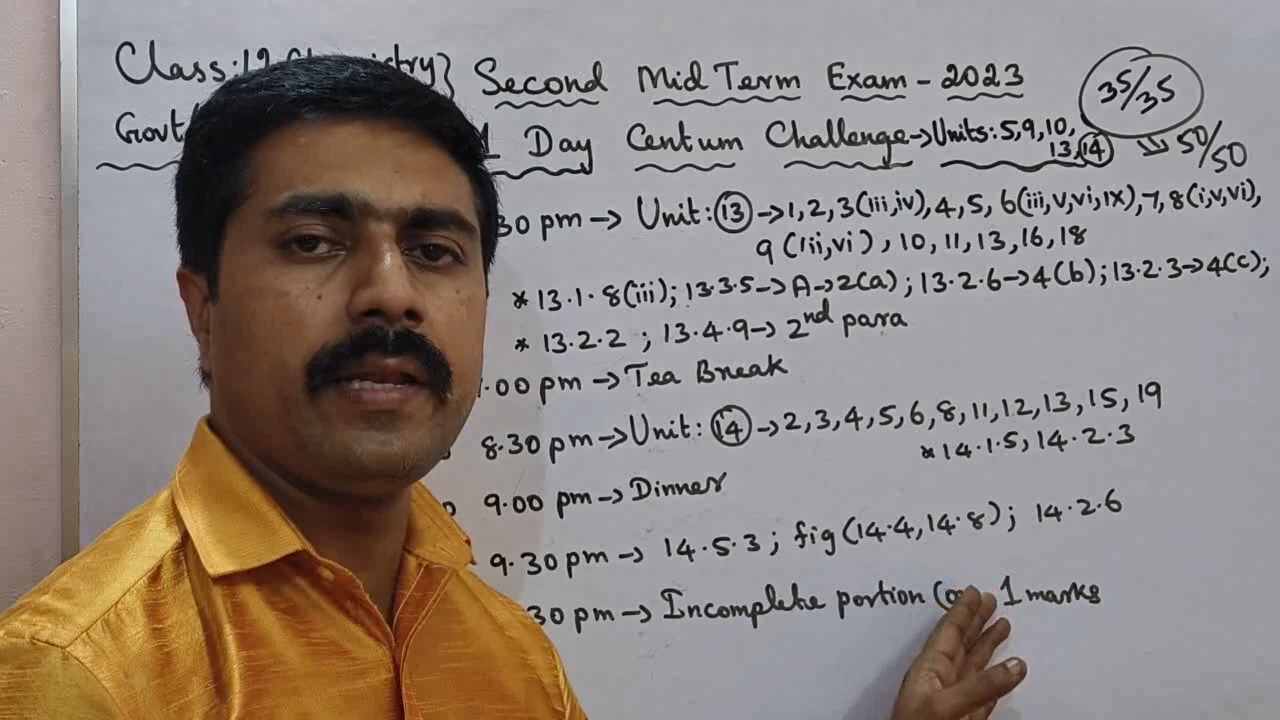 Class:12 Chemistry} Second Mid Term Exam - 2023
35/35
Govt 1 Day Centum Challenge → Units: 5, 9, 10,
13, 14
→ 50/50
30 pm → Unit: 13 → 1, 2, 3(iii,iv), 4, 5, 6(iii,v,vi,ix), 7, 8(i,v,vi),
9(iii,vi), 10, 11, 13, 16, 18
* 13.1.8(iii); 13.3.5 → A → 2(a); 13.2.6 → 4(b); 13.2.3 → 4(c);
* 13.2.2 ; 13.4.9 → 2nd para
.00 pm → Tea Break
8.30 pm → Unit: 14 → 2, 3, 4, 5, 6, 8, 11, 12, 13, 15, 19
* 14.1.5, 14.2.3
9.00 pm → Dinner
9.30 pm → 14.5.3 ; fig(14.4, 14.8) ; 14.2.6
30 pm → Incomplete portion 1 marks